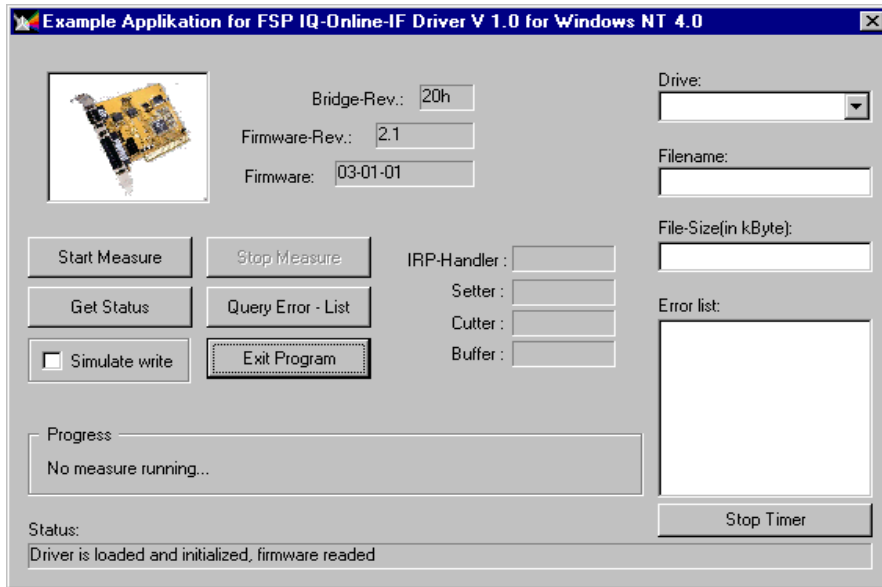 Example Applikation for FSP IQ-Online-IF Driver V 1.0 for Windows NT 4.0
Bridge-Rev.: 20h
Firmware-Rev.: 2.1
Firmware: 03-01-01
Drive:
Filename:
File-Size(in kByte):
Start Measure Stop Measure
Get Status Query Error - List
Simulate write Exit Program
IRP-Handler :
Setter :
Cutter :
Buffer :
Error list:
Progress
No measure running...
Stop Timer
Status:
Driver is loaded and initialized, firmware readed